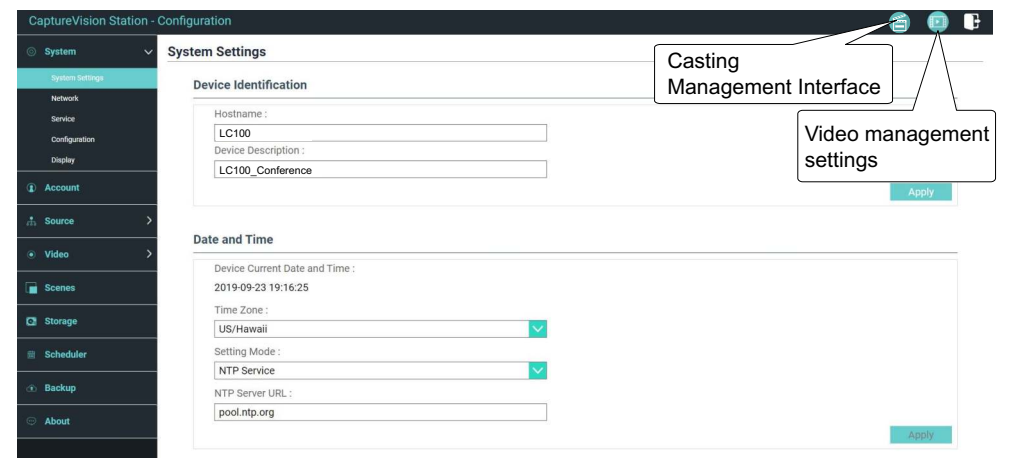 CaptureVision Station - Configuration
System
System Settings
Network
Service
Configuration
Display
Account
Source
Video
Scenes
Storage
Scheduler
Backup
About
System Settings
Casting
Management Interface
Video management
settings
Device Identification
Hostname :
LC100
Device Description :
LC100_Conference
Apply
Date and Time
Device Current Date and Time :
2019-09-23 19:16:25
Time Zone :
US/Hawaii
Setting Mode :
NTP Service
NTP Server URL :
pool.ntp.org
Apply